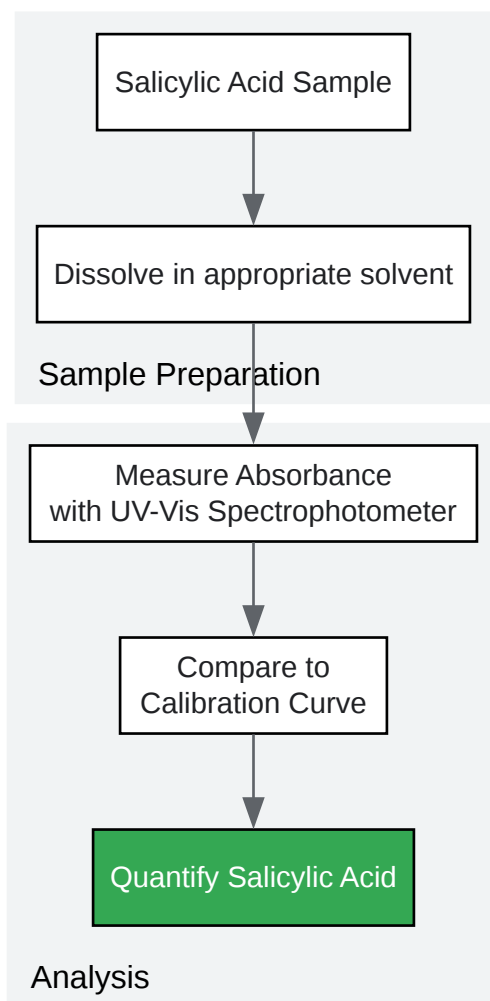 Salicylic Acid Sample
Dissolve in appropriate solvent
Sample Preparation
Measure Absorbance
with UV-Vis Spectrophotometer
Compare to
Calibration Curve
Quantify Salicylic Acid
Analysis